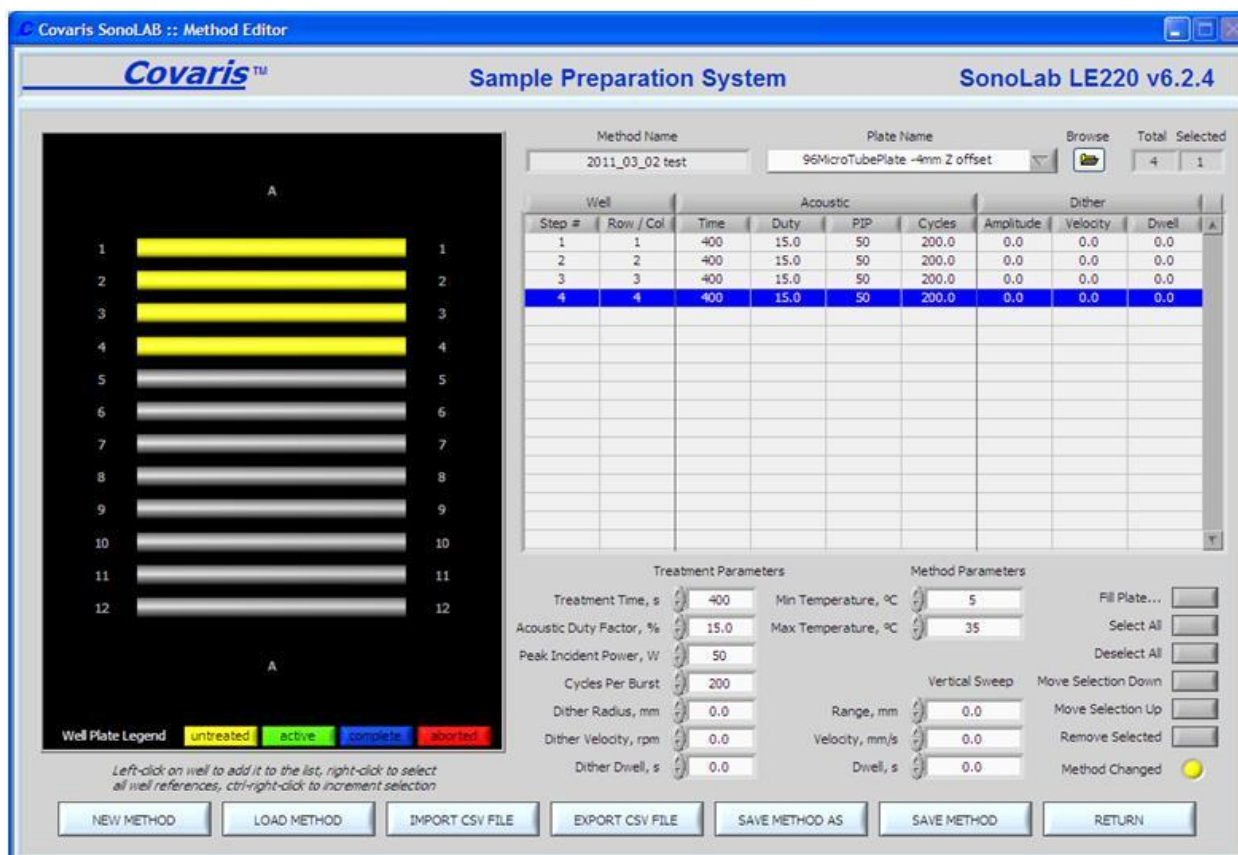 Covaris SonoLAB :: Method Editor
Covaris™ Sample Preparation System SonoLab LE220 v6.2.4
Method Name Plate Name Browse Total Selected
2011_03_02 test 96MicroTubePlate -4mm Z offset 4 1
Well Acoustic Dither
Step # Row / Col Time Duty PIP Cycles Amplitude Velocity Dwell
1 1 400 15.0 50 200.0 0.0 0.0 0.0
2 2 400 15.0 50 200.0 0.0 0.0 0.0
3 3 400 15.0 50 200.0 0.0 0.0 0.0
4 4 400 15.0 50 200.0 0.0 0.0 0.0
A
1 1
2 2
3 3
4 4
5 5
6 6
7 7
8 8
9 9
10 10
11 11
12 12
A
Well Plate Legend untreated active complete aborted
Left-click on well to add it to the list, right-click to select
all well references, ctrl-right-click to increment selection
Treatment Parameters Method Parameters
Treatment Time, s 400 Min Temperature, ºC 5 Fill Plate...
Acoustic Duty Factor, % 15.0 Max Temperature, ºC 35 Select All
Peak Incident Power, W 50 Deselect All
Cycles Per Burst 200 Vertical Sweep Move Selection Down
Dither Radius, mm 0.0 Range, mm 0.0 Move Selection Up
Dither Velocity, rpm 0.0 Velocity, mm/s 0.0 Remove Selected
Dither Dwell, s 0.0 Dwell, s 0.0 Method Changed
NEW METHOD LOAD METHOD IMPORT CSV FILE EXPORT CSV FILE SAVE METHOD AS SAVE METHOD RETURN